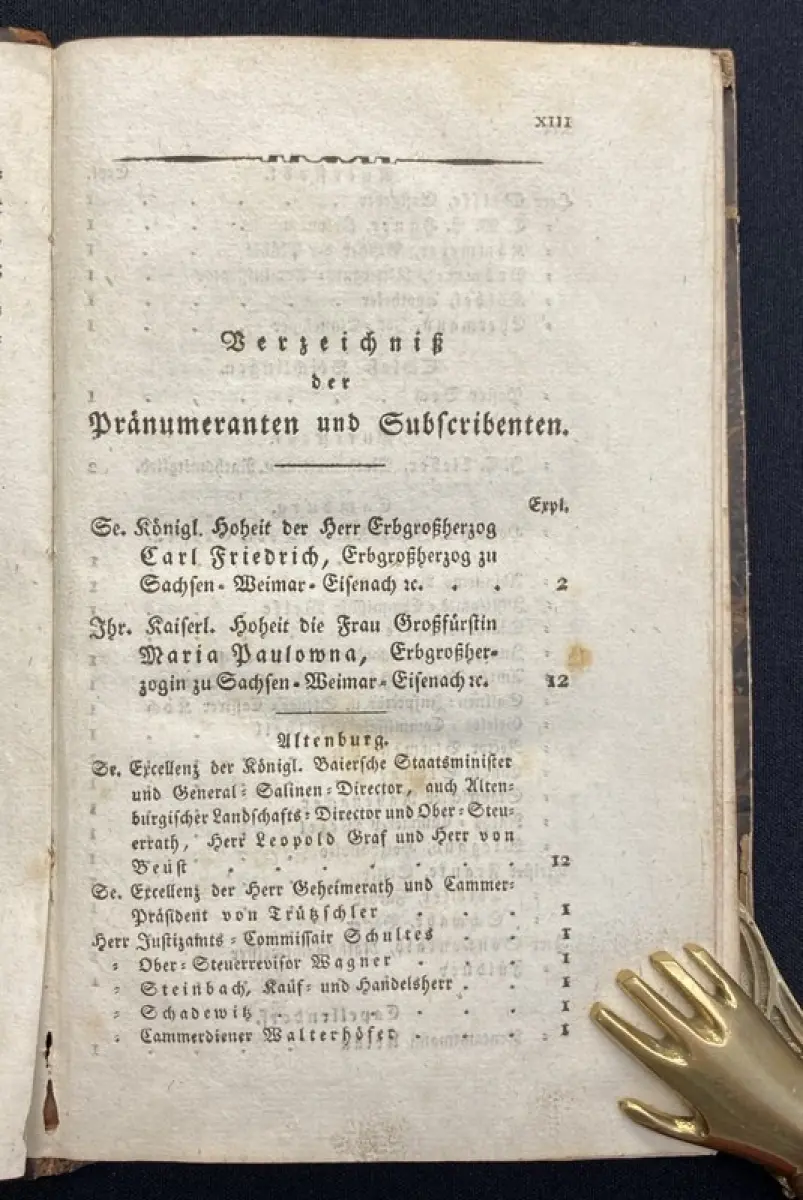 XIII
Verzeichniß
der
Pränumeranten und Subscribenten.
Expl.
Se. Königl. Hoheit der Herr Erbgroßherzog
Carl Friedrich, Erbgroßherzog zu
Sachsen-Weimar-Eisenach ꝛc. . . 2
Ihr. Kaiserl. Hoheit die Frau Großfürstin
Maria Paulowna, Erbgroßher-
zogin zu Sachsen-Weimar-Eisenach ꝛc. 12
Altenburg.
Se. Excellenz der Königl. Baiersche Staatsminister
und General-Salinen-Director, auch Alten-
burgischer Landschafts-Director und Ober-Steu-
errath, Herr Leopold Graf und Herr von
Beust . . . . . . . 12
Se. Excellenz der Herr Geheimerath und Cammer-
Präsident von Trützschler . . . 1
Herr Justizamts-Commissair Schultes . . 1
= Ober-Steuerrevisor Wagner . . . 1
= Steinbach, Kauf- und Handelsherr . . 1
= Schadewitz . . . . . . 1
= Cammerdiener Walterhöfer . . . 1